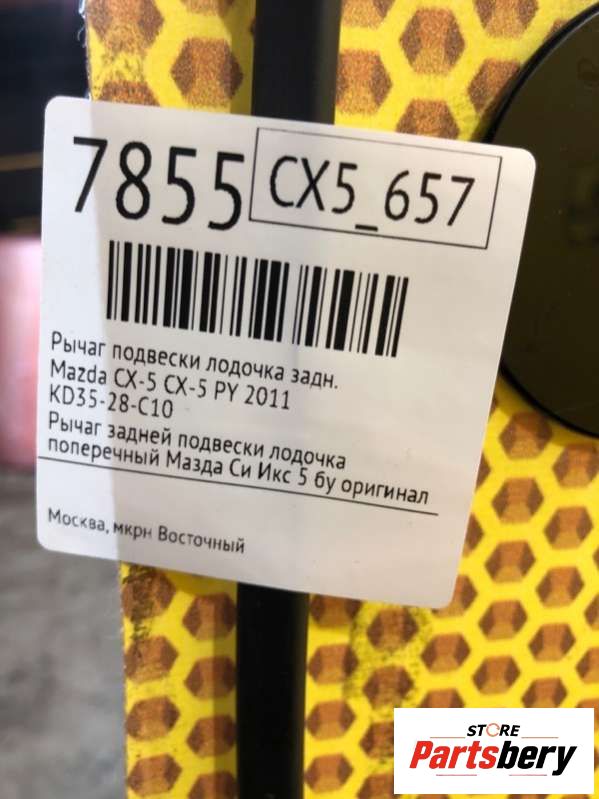 7855
CX5_657
Рычаг подвески лодочка задн.
Mazda CX-5 CX-5 PY 2011
KD35-28-C10
Рычаг задней подвески лодочка
поперечный Мазда Си Икс 5 бу оригинал
Москва, мкрн Восточный
STORE
Partsbery